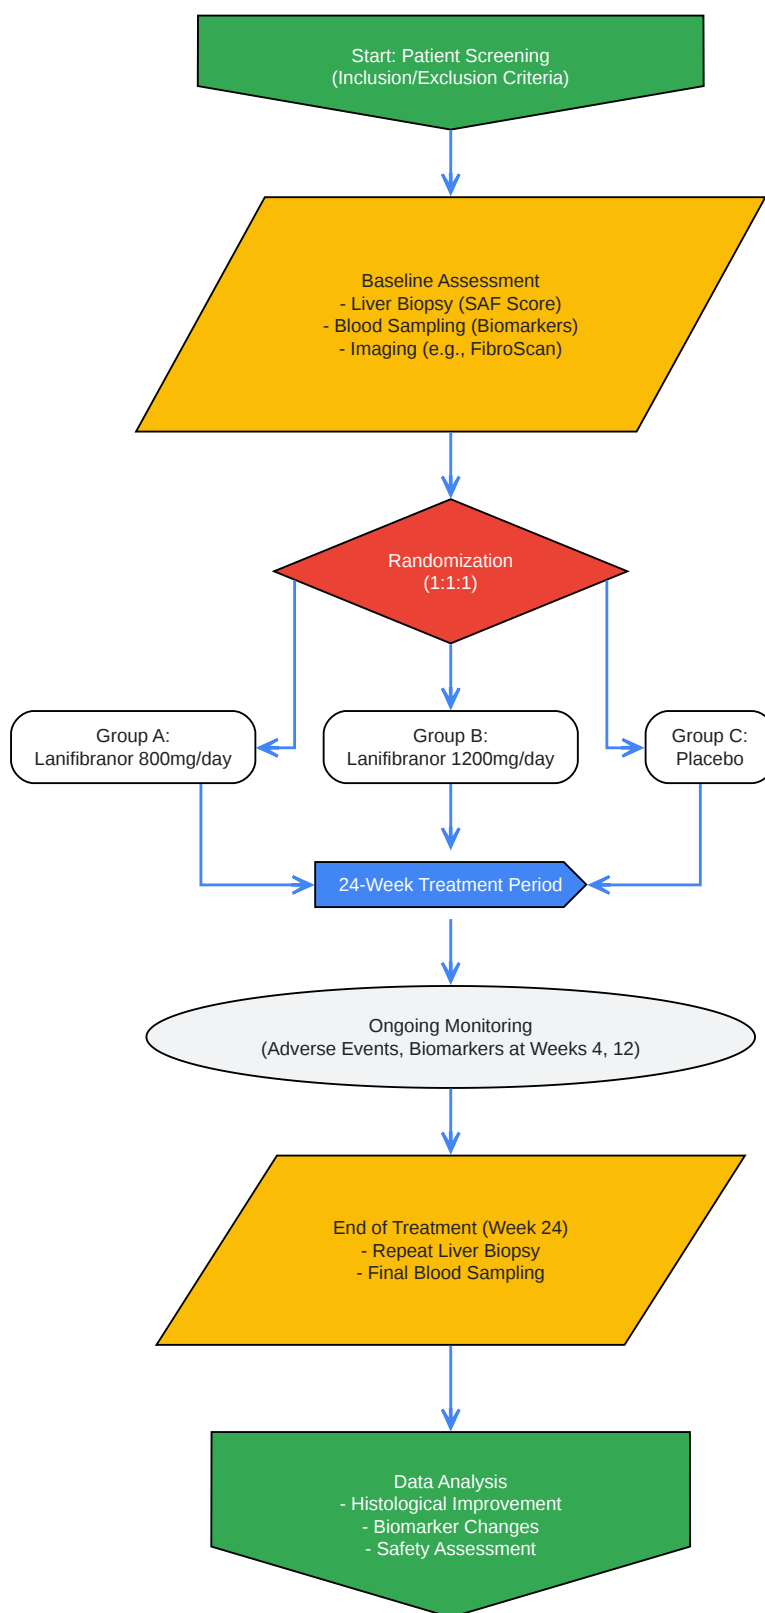 Start: Patient Screening
(Inclusion/Exclusion Criteria)
Baseline Assessment
- Liver Biopsy (SAF Score)
- Blood Sampling (Biomarkers)
- Imaging (e.g., FibroScan)
Randomization
(1:1:1)
Group A:
Lanifibranor 800mg/day
Group B:
Lanifibranor 1200mg/day
Group C:
Placebo
24-Week Treatment Period
Ongoing Monitoring
(Adverse Events, Biomarkers at Weeks 4, 12)
End of Treatment (Week 24)
- Repeat Liver Biopsy
- Final Blood Sampling
Data Analysis
- Histological Improvement
- Biomarker Changes
- Safety Assessment